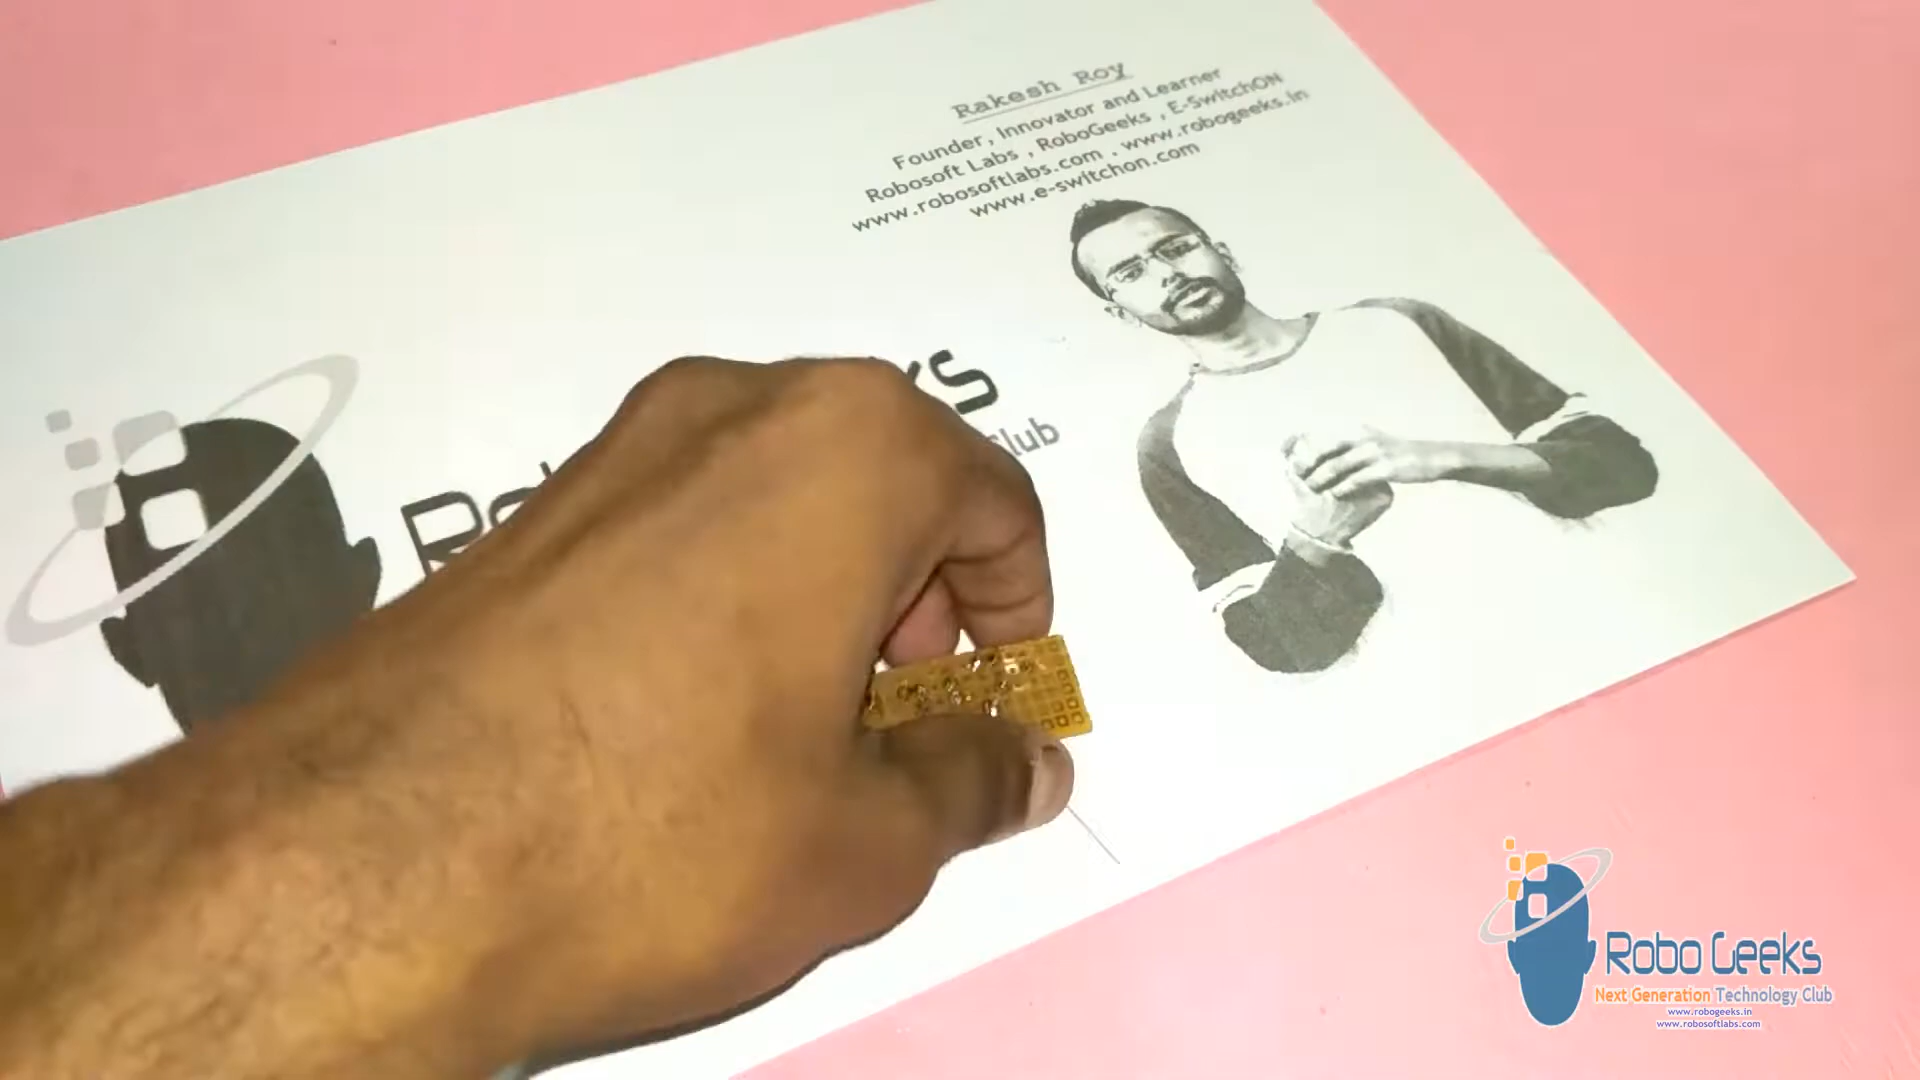 Rakesh Roy
Founder, Innovator and Learner
Robosoft Labs , RoboGeeks , E-SwitchON
www.robosoftlabs.com . www.robogeeks.in
www.e-switchon.com
Robo Geeks
Next Generation Technology Club
www.robogeeks.in
www.robosoftlabs.com